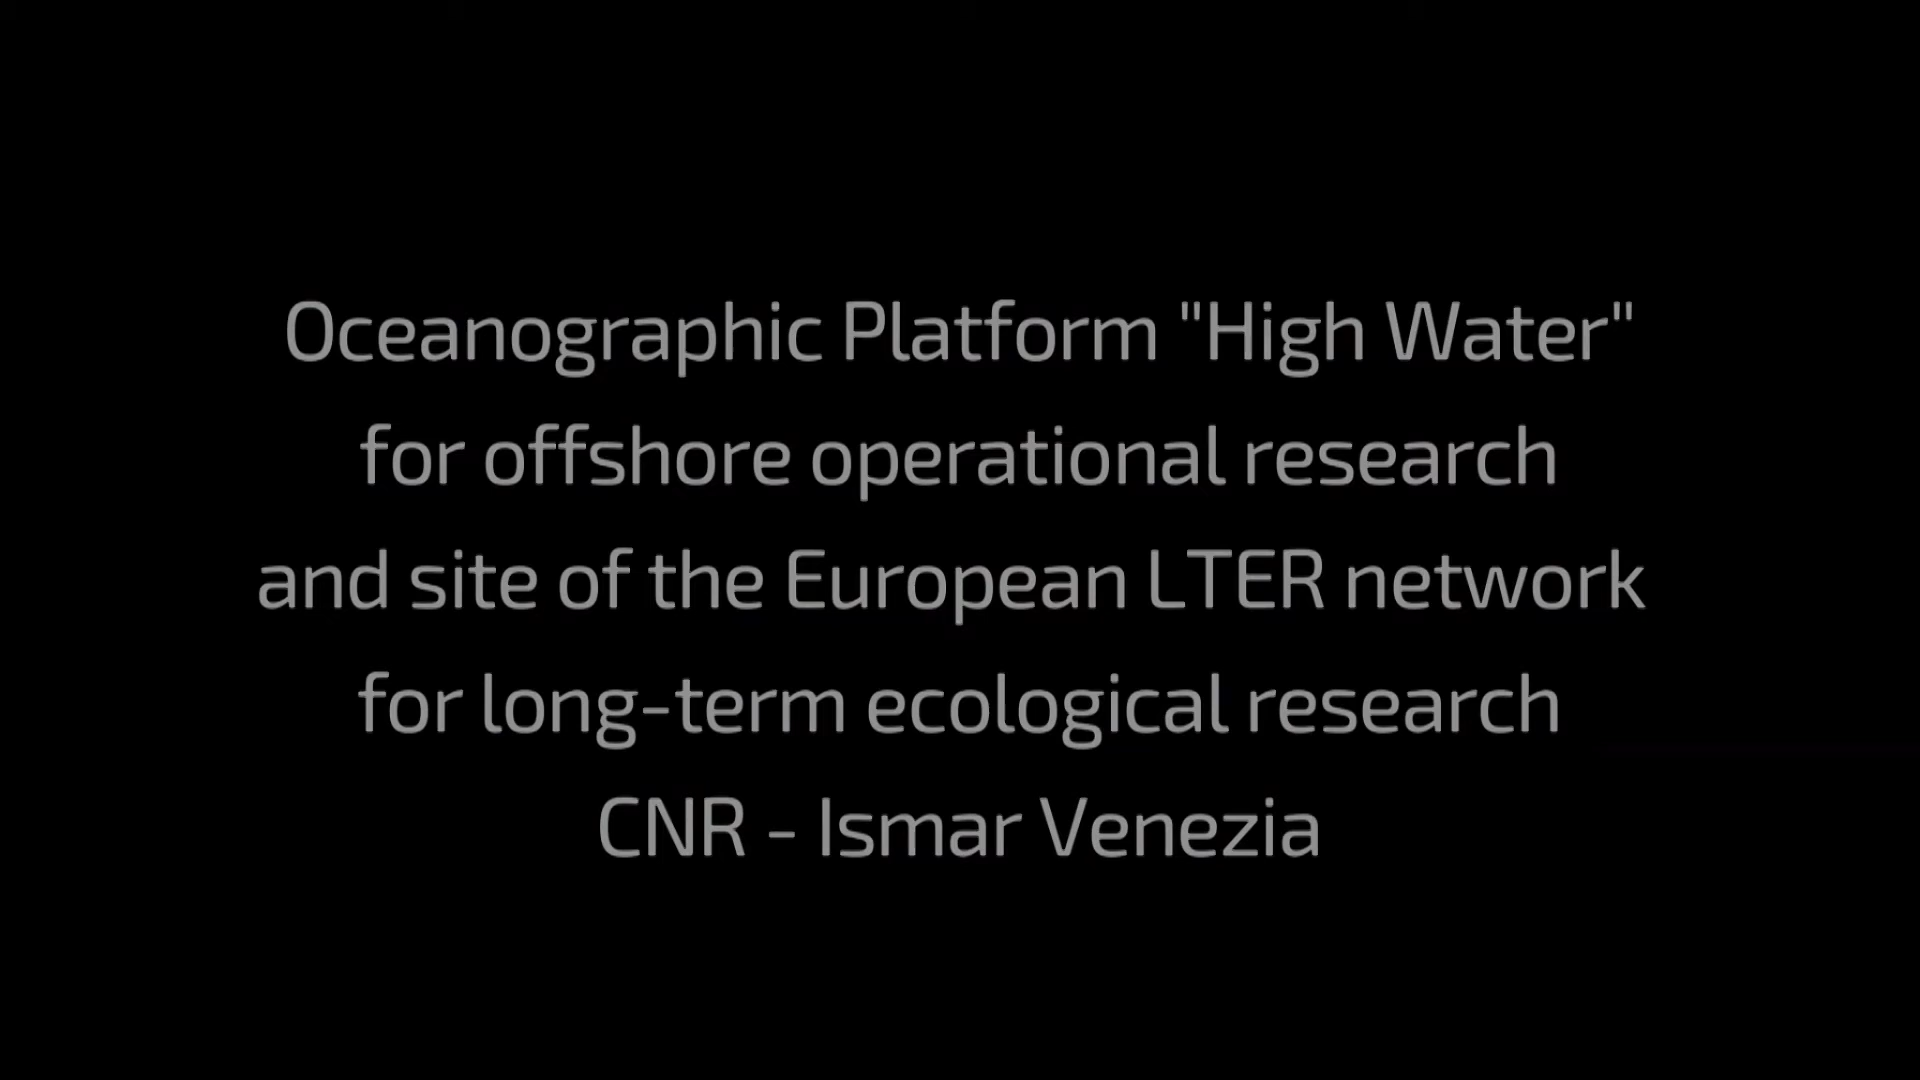 Oceanographic Platform "High Water"
for offshore operational research
and site of the European LTER network
for long-term ecological research
CNR - Ismar Venezia